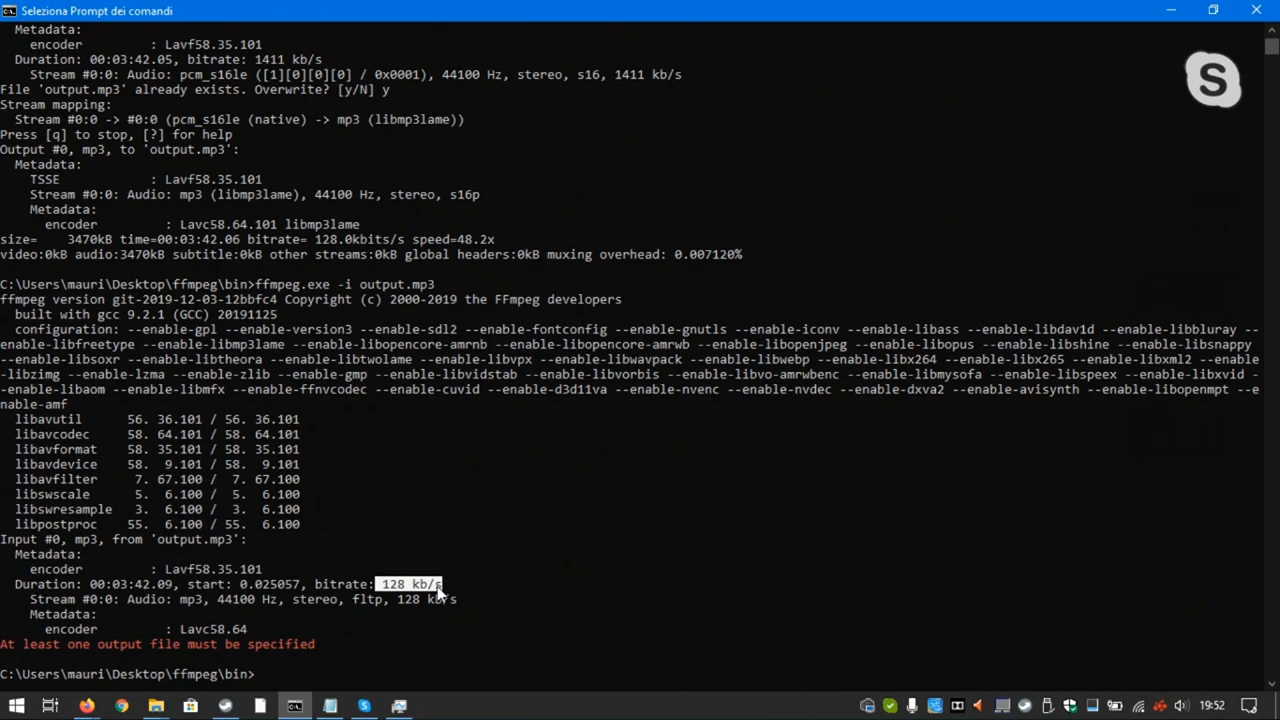 Seleziona Prompt dei comandi
Metadata:
encoder : Lavf58.35.101
Duration: 00:03:42.05, bitrate: 1411 kb/s
Stream #0:0: Audio: pcm_s16le ([1][0][0][0] / 0x0001), 44100 Hz, stereo, s16, 1411 kb/s
File 'output.mp3' already exists. Overwrite? [y/N] y
Stream mapping:
Stream #0:0 -> #0:0 (pcm_s16le (native) -> mp3 (libmp3lame))
Press [q] to stop, [?] for help
Output #0, mp3, to 'output.mp3':
Metadata:
TSSE : Lavf58.35.101
Stream #0:0: Audio: mp3 (libmp3lame), 44100 Hz, stereo, s16p
Metadata:
encoder : Lavc58.64.101 libmp3lame
size= 3470kB time=00:03:42.06 bitrate= 128.0kbits/s speed=48.2x
video:0kB audio:3470kB subtitle:0kB other streams:0kB global headers:0kB muxing overhead: 0.007120%
C:\Users\mauri\Desktop\ffmpeg\bin>ffmpeg.exe -i output.mp3
ffmpeg version git-2019-12-03-12bbfc4 Copyright (c) 2000-2019 the FFmpeg developers
built with gcc 9.2.1 (GCC) 20191125
configuration: --enable-gpl --enable-version3 --enable-sdl2 --enable-fontconfig --enable-gnutls --enable-iconv --enable-libass --enable-libdav1d --enable-libbluray --
enable-libfreetype --enable-libmp3lame --enable-libopencore-amrnb --enable-libopencore-amrwb --enable-libopenjpeg --enable-libopus --enable-libshine --enable-libsnappy
--enable-libsoxr --enable-libtheora --enable-libtwolame --enable-libvpx --enable-libwavpack --enable-libwebp --enable-libx264 --enable-libx265 --enable-libxml2 --enable
-libzimg --enable-lzma --enable-zlib --enable-gmp --enable-libvidstab --enable-libvorbis --enable-libvo-amrwbenc --enable-libmysofa --enable-libspeex --enable-libxvid -
-enable-libaom --enable-libmfx --enable-ffnvcodec --enable-cuvid --enable-d3d11va --enable-nvenc --enable-nvdec --enable-dxva2 --enable-avisynth --enable-libopenmpt --e
nable-amf
libavutil 56. 36.101 / 56. 36.101
libavcodec 58. 64.101 / 58. 64.101
libavformat 58. 35.101 / 58. 35.101
libavdevice 58. 9.101 / 58. 9.101
libavfilter 7. 67.100 / 7. 67.100
libswscale 5. 6.100 / 5. 6.100
libswresample 3. 6.100 / 3. 6.100
libpostproc 55. 6.100 / 55. 6.100
Input #0, mp3, from 'output.mp3':
Metadata:
encoder : Lavf58.35.101
Duration: 00:03:42.09, start: 0.025057, bitrate: 128 kb/s
Stream #0:0: Audio: mp3, 44100 Hz, stereo, fltp, 128 kb/s
Metadata:
encoder : Lavc58.64
At least one output file must be specified
C:\Users\mauri\Desktop\ffmpeg\bin>
19:52